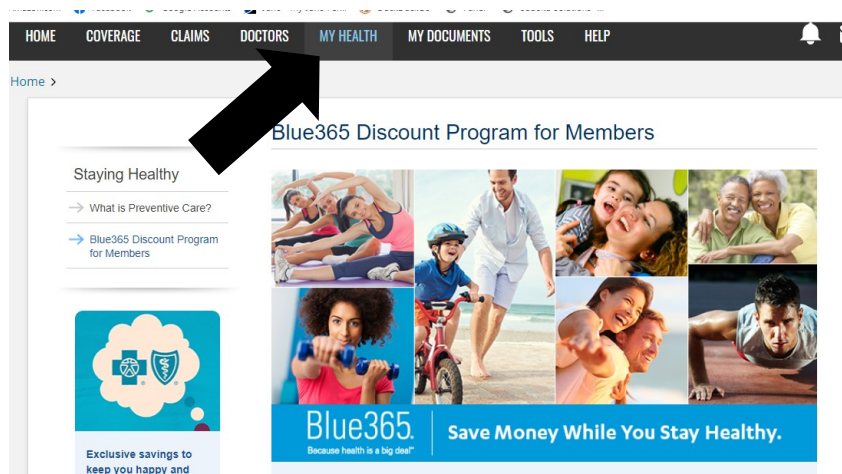 HOME COVERAGE CLAIMS DOCTORS MY HEALTH MY DOCUMENTS TOOLS HELP
Home >
Blue365 Discount Program for Members
Staying Healthy
What is Preventive Care?
Blue365 Discount Program
for Members
Blue365.
Because health is a big deal
Save Money While You Stay Healthy.
Exclusive savings to
keep you happy and